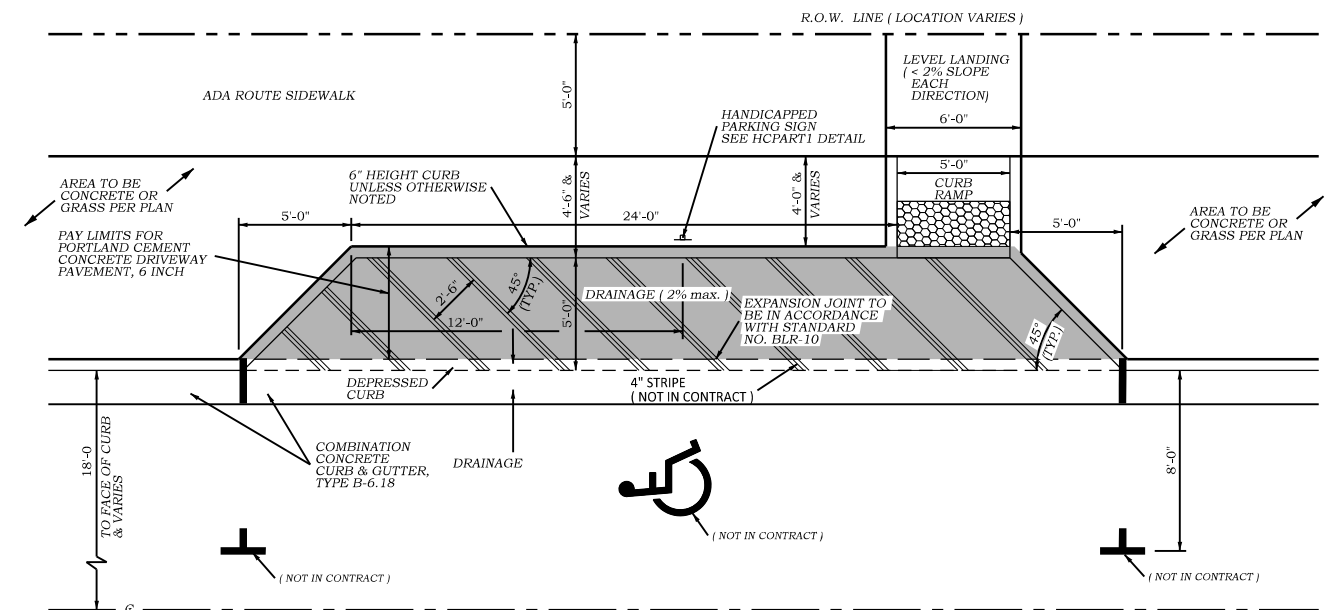 R.O.W. LINE ( LOCATION VARIES )
ADA ROUTE SIDEWALK
5'-0"
LEVEL LANDING
( < 2% SLOPE
EACH
DIRECTION)
6'-0"
HANDICAPPED
PARKING SIGN
SEE HCPART1 DETAIL
AREA TO BE
CONCRETE OR
GRASS PER PLAN
6" HEIGHT CURB
UNLESS OTHERWISE
NOTED
4'-6" &
VARIES
4'-0" &
VARIES
5'-0"
CURB
RAMP
AREA TO BE
CONCRETE OR
GRASS PER PLAN
5'-0"
24'-0"
5'-0"
PAY LIMITS FOR
PORTLAND CEMENT
CONCRETE DRIVEWAY
PAVEMENT, 6 INCH
2'-6"
45°
(TYP.)
5'-0"
DRAINAGE ( 2% max. )
12'-0"
EXPANSION JOINT TO
BE IN ACCORDANCE
WITH STANDARD
NO. BLR-10
45°
(TYP.)
DEPRESSED
CURB
4" STRIPE
( NOT IN CONTRACT )
18'-0
TO FACE OF CURB
& VARIES
COMBINATION
CONCRETE
CURB & GUTTER,
TYPE B-6.18
DRAINAGE
8'-0"
( NOT IN CONTRACT )
( NOT IN CONTRACT )
( NOT IN CONTRACT )
℄